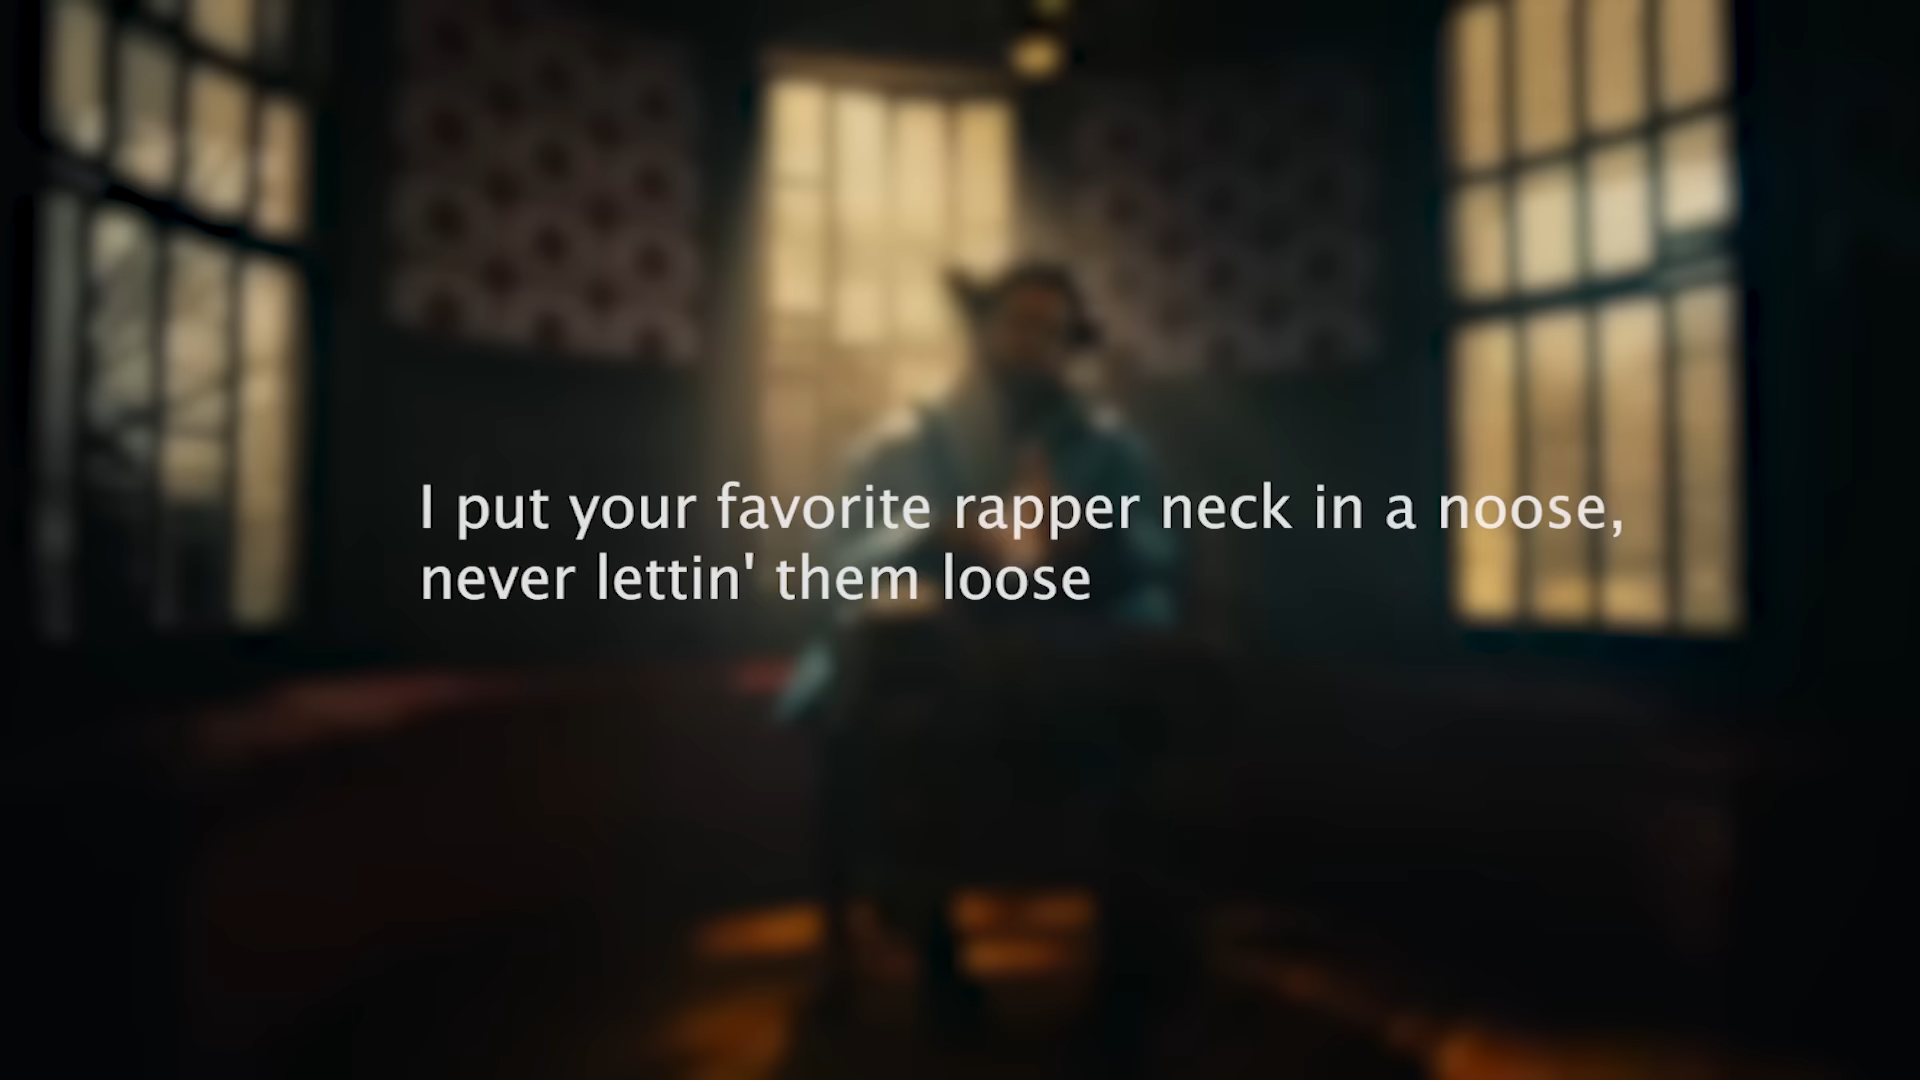 I put your favorite rapper neck in a noose,
never lettin' them loose